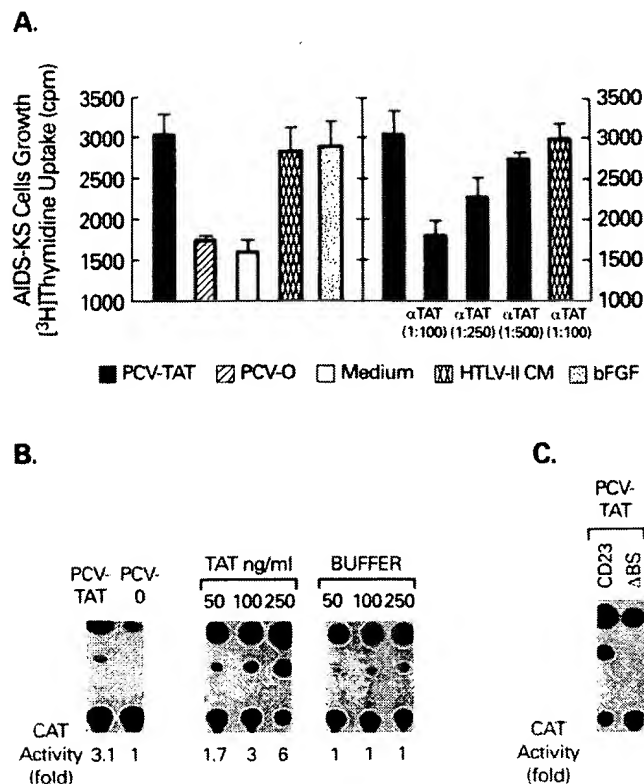 A.
AIDS-KS Cells Growth
[³H]Thymidine Uptake (cpm)
3500
3000
2500
2000
1500
1000
3500
3000
2500
2000
1500
1000
αTAT αTAT αTAT αTAT
(1:100) (1:250) (1:500) (1:100)
PCV-TAT PCV-O Medium HTLV-II CM bFGF
B.
PCV-TAT PCV-0
TAT ng/ml
50 100 250
BUFFER
50 100 250
CAT Activity (fold)
3.1 1 1.7 3 6 1 1 1
C.
PCV-
TAT
CD23 ΔBS
CAT
Activity
(fold)